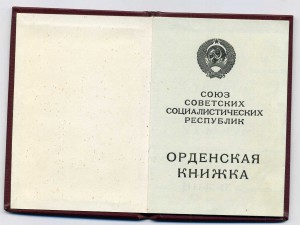 СОЮЗ
СОВЕТСКИХ
СОЦИАЛИСТИЧЕСКИХ
РЕСПУБЛИК
ОРДЕНСКАЯ
КНИЖКА